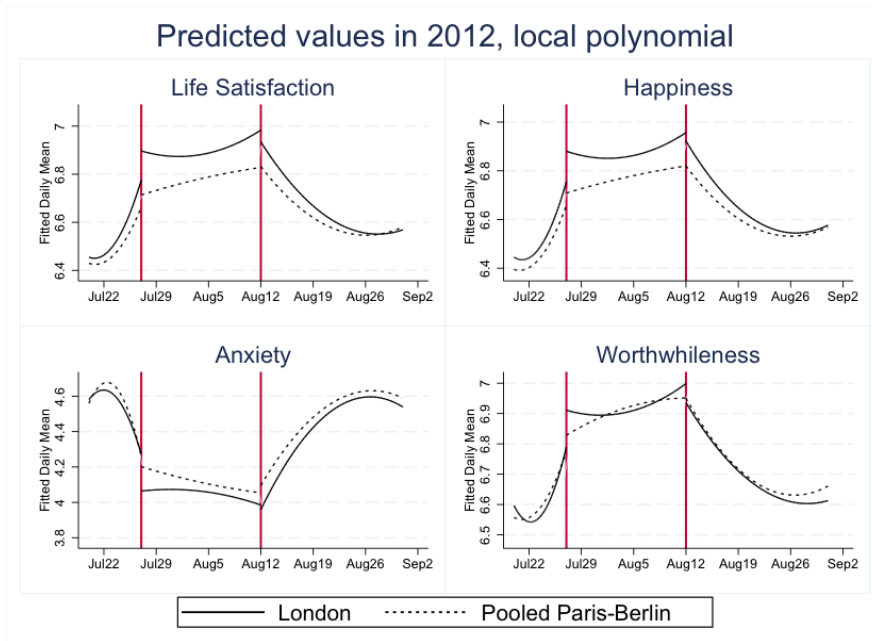 Predicted values in 2012, local polynomial
Life Satisfaction
Fitted Daily Mean
7
6.8
6.6
6.4
Jul22 Jul29 Aug5 Aug12 Aug19 Aug26 Sep2
Happiness
Fitted Daily Mean
7
6.8
6.6
6.4
Jul22 Jul29 Aug5 Aug12 Aug19 Aug26 Sep2
Anxiety
Fitted Daily Mean
4.6
4.4
4.2
4
3.8
Jul22 Jul29 Aug5 Aug12 Aug19 Aug26 Sep2
Worthwhileness
Fitted Daily Mean
7
6.9
6.8
6.7
6.6
6.5
Jul22 Jul29 Aug5 Aug12 Aug19 Aug26 Sep2
London Pooled Paris-Berlin